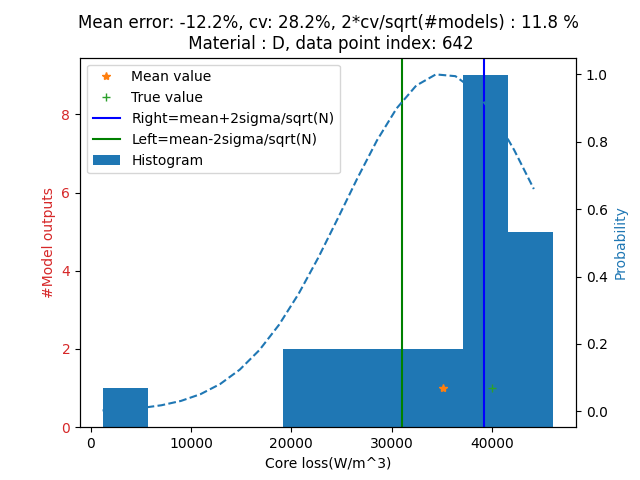 Mean error: -12.2%, cv: 28.2%, 2*cv/sqrt(#models) : 11.8 %
Material : D, data point index: 642
Mean value
True value
Right=mean+2sigma/sqrt(N)
Left=mean-2sigma/sqrt(N)
Histogram
#Model outputs
8
6
4
2
0
1.0
0.8
0.6
0.4
0.2
0.0
Probability
0 10000 20000 30000 40000
Core loss(W/m^3)